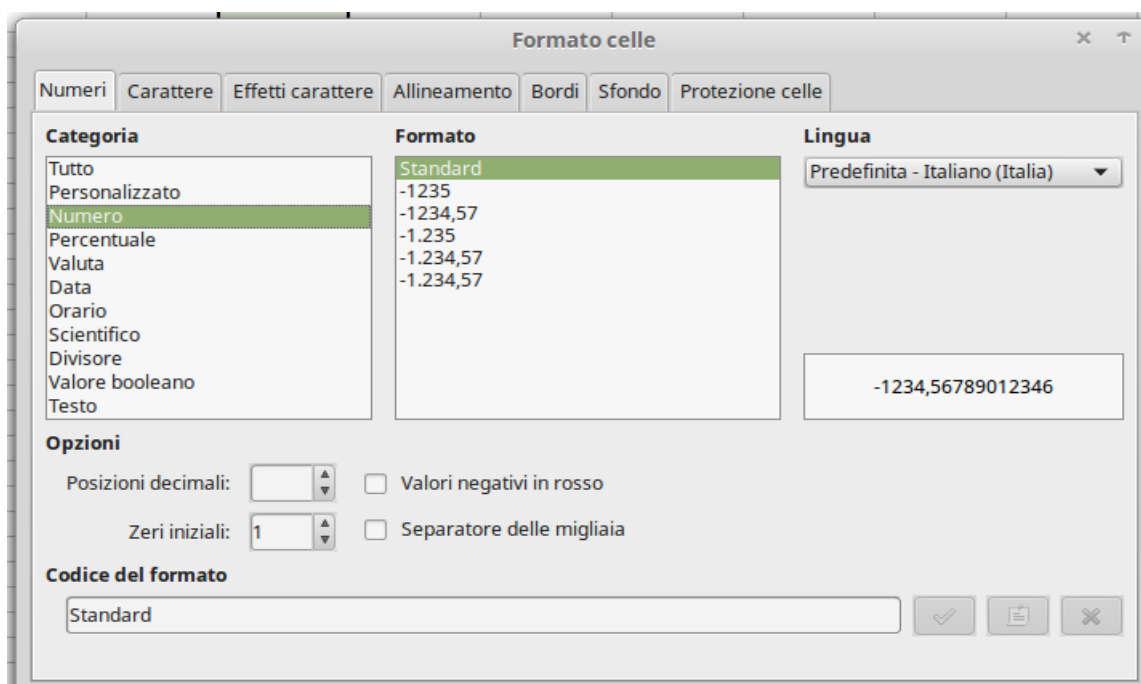 Formato celle
Numeri Carattere Effetti carattere Allineamento Bordi Sfondo Protezione celle
Categoria
Tutto
Personalizzato
Numero
Percentuale
Valuta
Data
Orario
Scientifico
Divisore
Valore booleano
Testo
Formato
Standard
-1235
-1234,57
-1.235
-1.234,57
-1.234,57
Lingua
Predefinita - Italiano (Italia)
-1234,56789012346
Opzioni
Posizioni decimali: Valori negativi in rosso
Zeri iniziali: 1 Separatore delle migliaia
Codice del formato
Standard